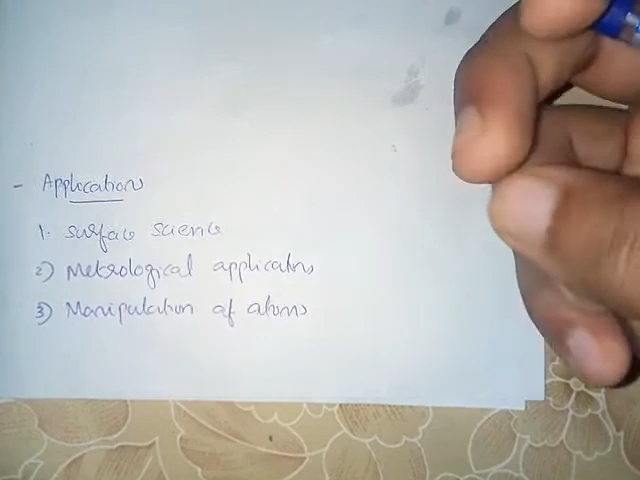 - Application
1. Surface science
2) Metrological applications
3) Manipulation of atoms